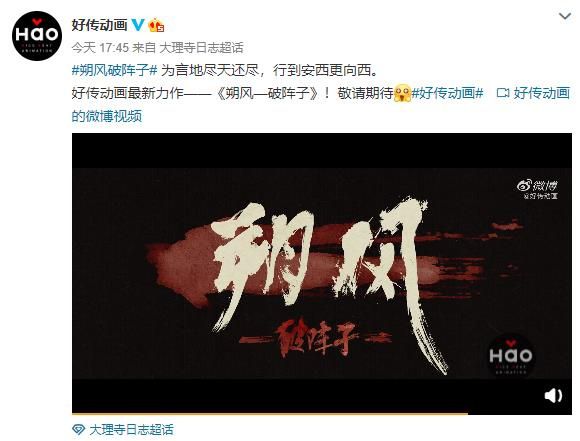 好传动画
今天 17:45 来自 大理寺日志超话
#朔风破阵子# 为言地尽天还尽，行到安西更向西。
好传动画最新力作——《朔风—破阵子》！敬请期待#好传动画# 好传动画
的微博视频
微博
@好传动画
朔风
破阵子
HaO
HaO
大理寺日志超话